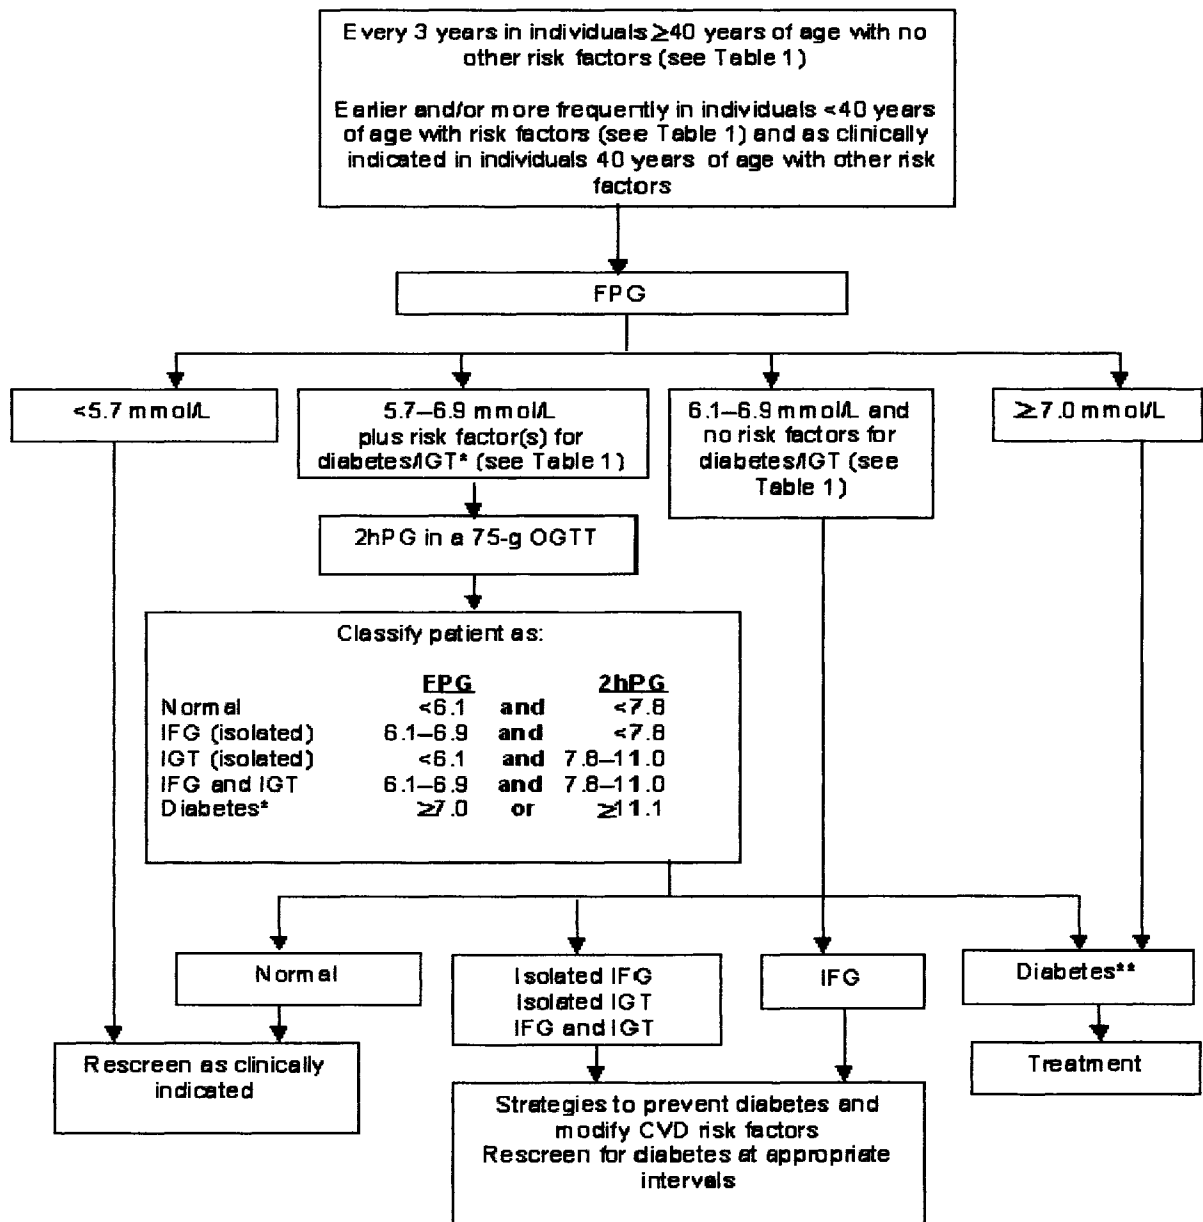 Every 3 years in individuals ≥40 years of age with no
other risk factors (see Table 1)
Earlier and/or more frequently in individuals <40 years
of age with risk factors (see Table 1) and as clinically
indicated in individuals 40 years of age with other risk
factors
FPG
<5.7 mmol/L
5.7–6.9 mmol/L
plus risk factor(s) for
diabetes/IGT* (see Table 1)
6.1–6.9 mmol/L and
no risk factors for
diabetes/IGT (see
Table 1)
≥7.0 mmol/L
2hPG in a 75-g OGTT
Classify patient as:
FPG 2hPG
Normal <6.1 and <7.8
IFG (isolated) 6.1–6.9 and <7.8
IGT (isolated) <6.1 and 7.8–11.0
IFG and IGT 6.1–6.9 and 7.8–11.0
Diabetes* ≥7.0 or ≥11.1
Normal
Isolated IFG
Isolated IGT
IFG and IGT
IFG
Diabetes**
Rescreen as clinically
indicated
Treatment
Strategies to prevent diabetes and
modify CVD risk factors
Rescreen for diabetes at appropriate
intervals